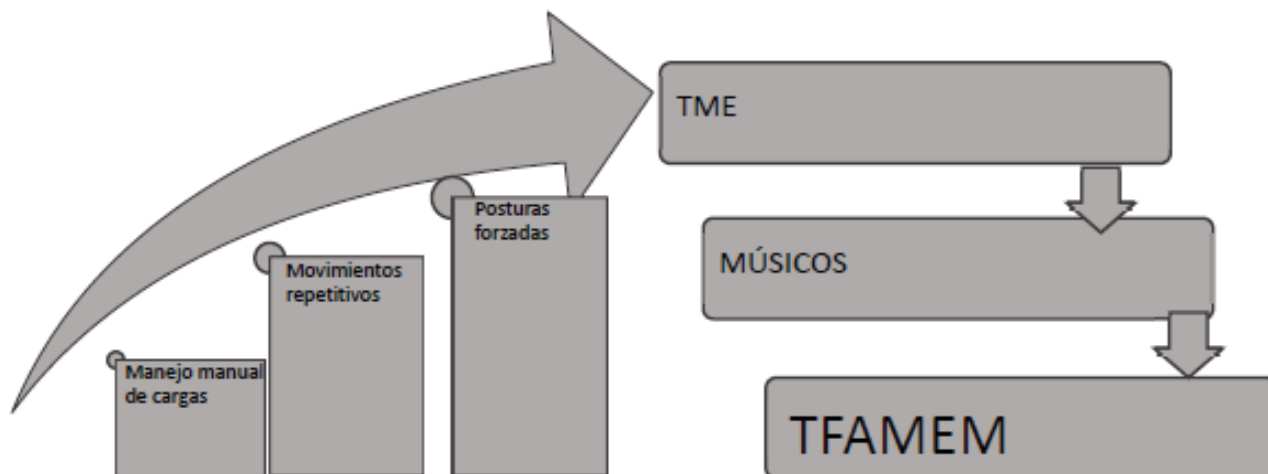 Manejo manual
de cargas
Movimientos
repetitivos
Posturas
forzadas
TME
MÚSICOS
TFAMEM